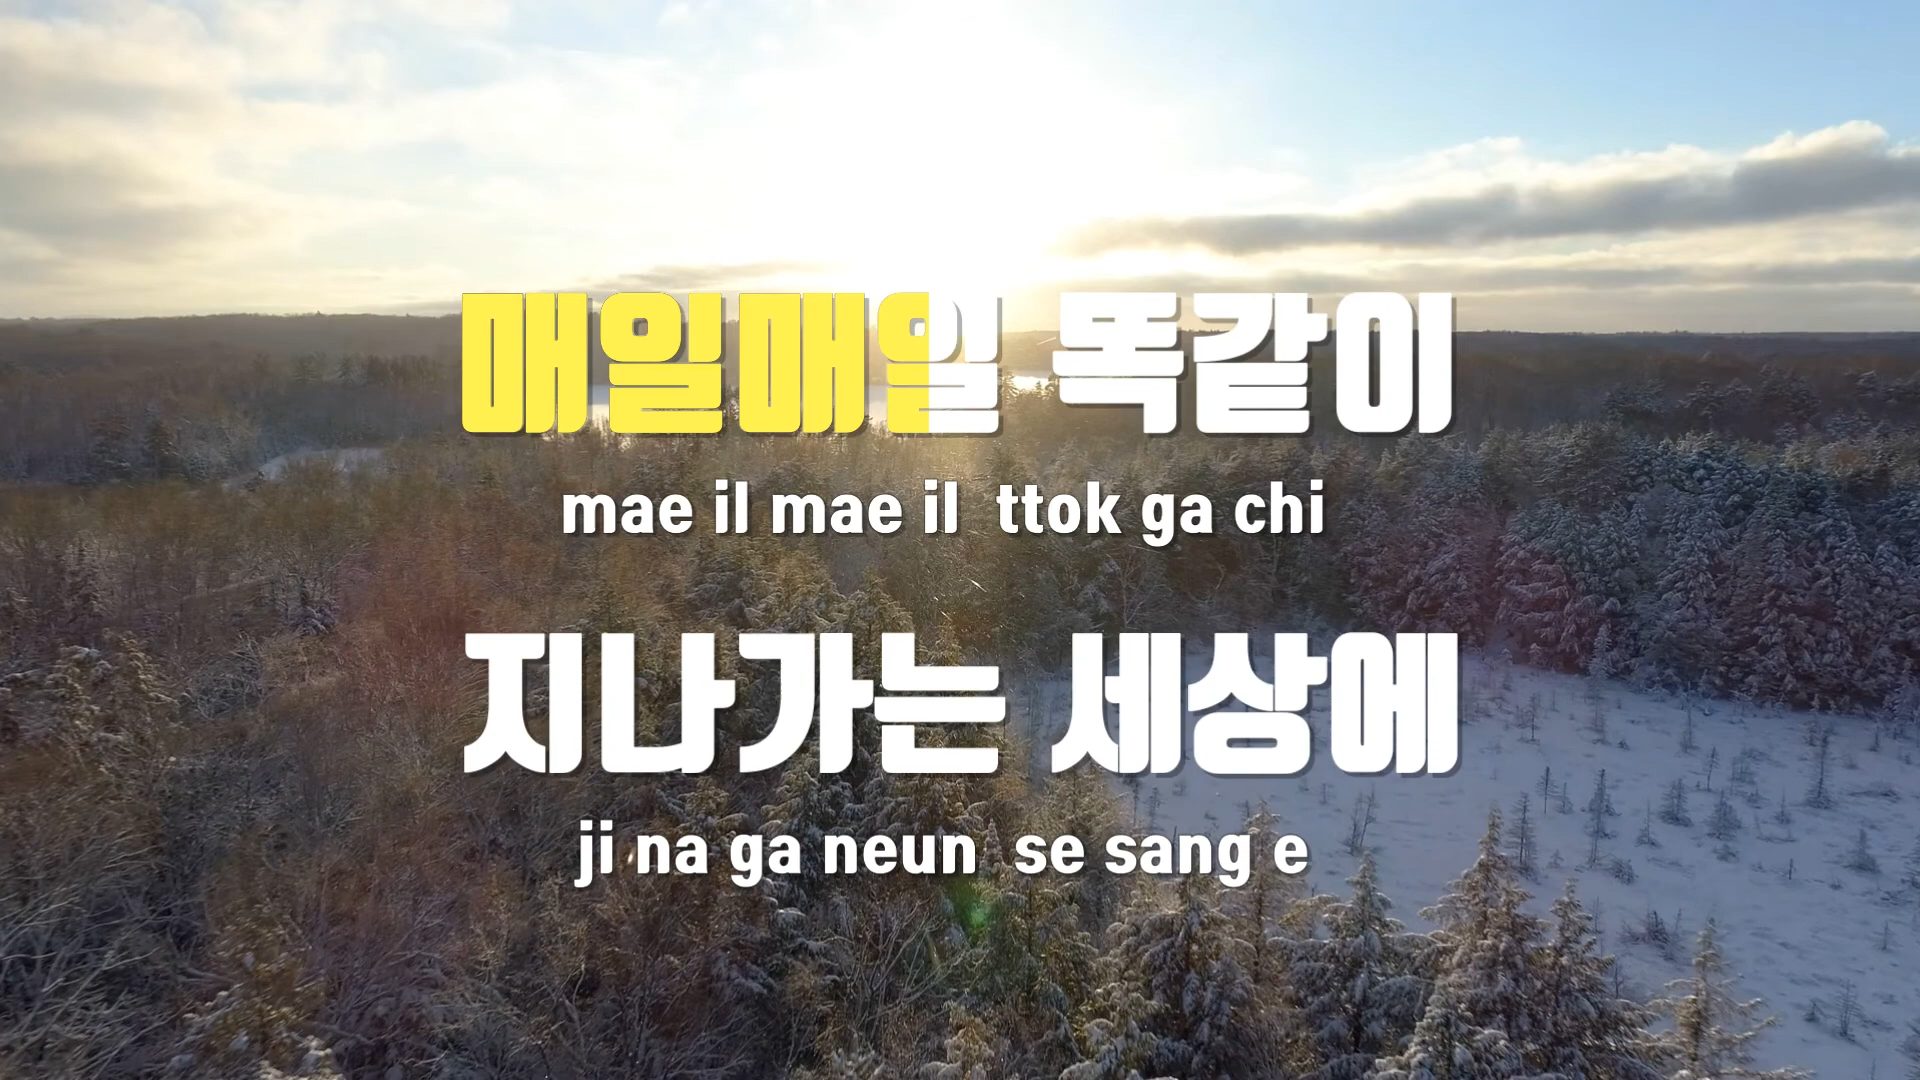 매일매일 똑같이
mae il mae il ttok ga chi
지나가는 세상에
ji na ga neun se sang e